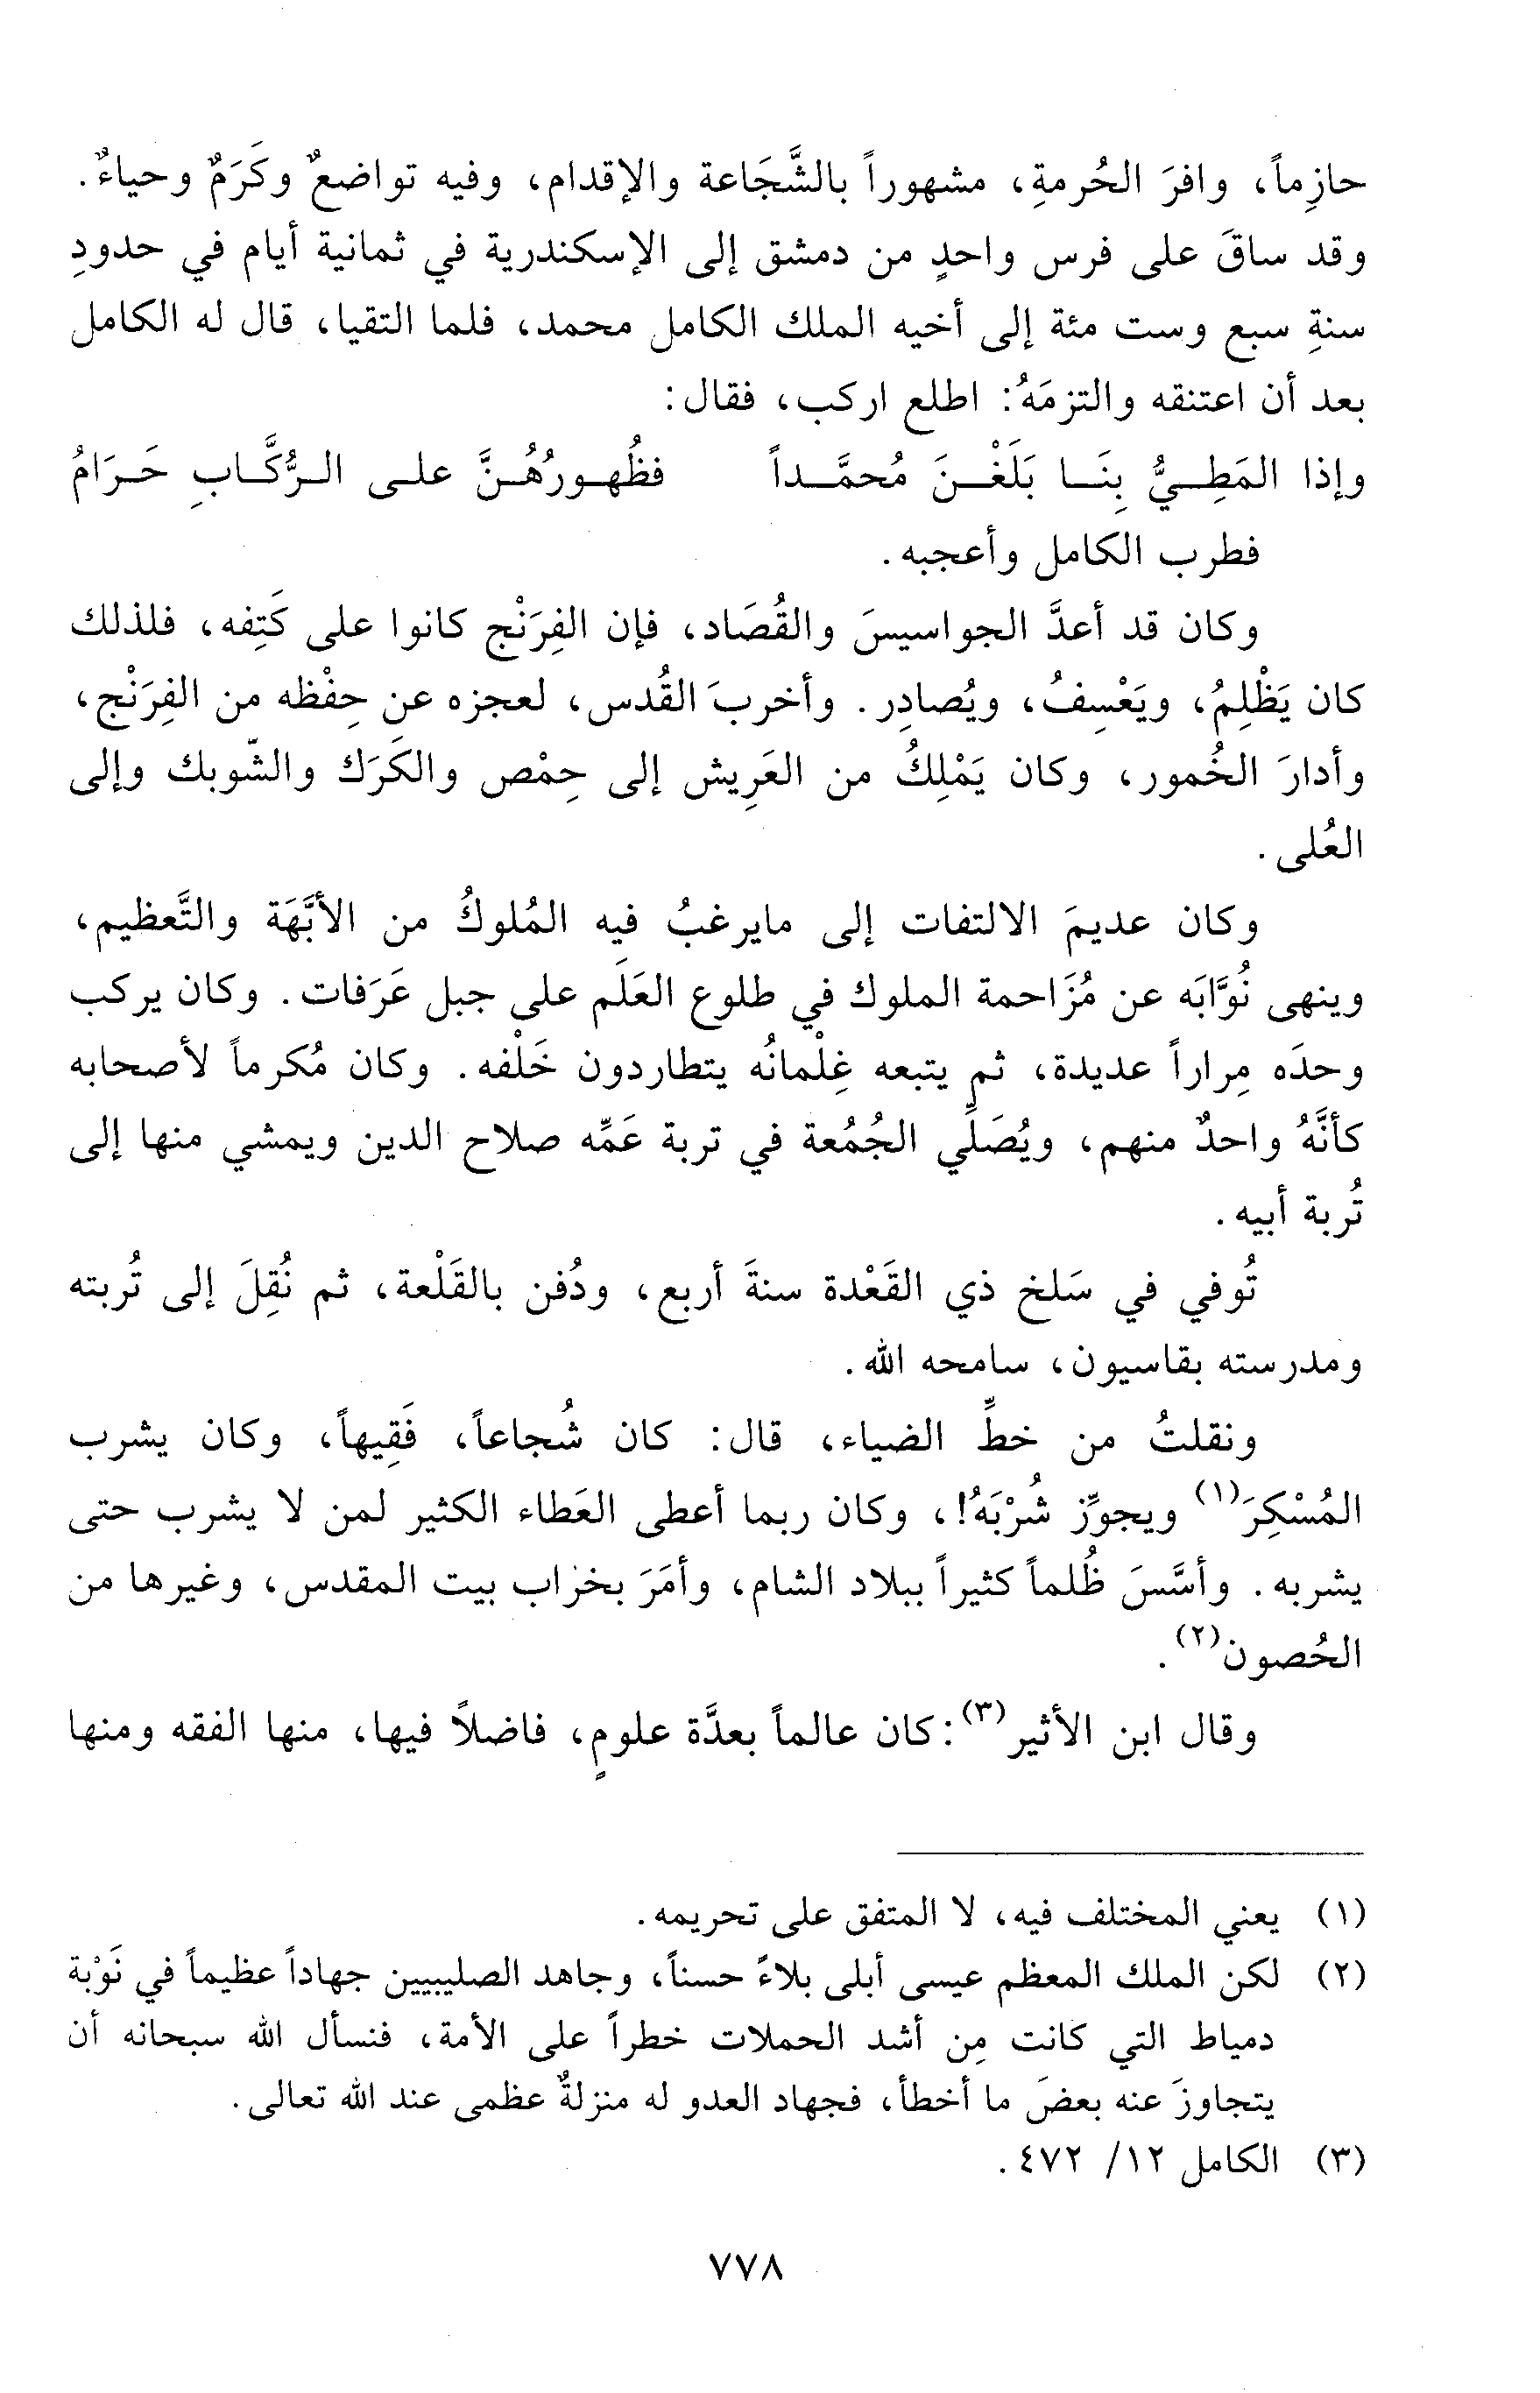 حازِماً، وافرَ الحُرمةِ، مشهوراً بالشَّجَاعة والإقدام، وفيه تواضعٌ وكَرَمٌ وحياءٌ.
وقد ساقَ على فرس واحدٍ من دمشق إلى الإسكندرية في ثمانية أيام في حدودِ
سنةِ سبع وست مئة إلى أخيه الملك الكامل محمد، فلما التقيا، قال له الكامل
بعد أن اعتنقه والتزمَهُ: اطلع اركب، فقال:
وإذا المَطِـيُّ بِنَـا بَلَغْـنَ مُحمَّـداً فظُهـورُهُـنَّ علـى الـرُّكَّـابِ حَـرَامُ
فطرب الكامل وأعجبه.
وكان قد أعدَّ الجواسيسَ والقُصَاد، فإن الفِرَنْج كانوا على كَتِفه، فلذلك
كان يَظْلِمُ، ويَعْسِفُ، ويُصادِر. وأخربَ القُدس، لعجزه عن حِفْظه من الفِرَنْج،
وأدارَ الخُمور، وكان يَمْلِكُ من العَرِيش إلى حِمْص والكَرَك والشّوبك وإلى
العُلى.
وكان عديمَ الالتفات إلى مايرغبُ فيه المُلوكُ من الأبَّهَة والتَّعظيم،
وينهى نُوَّابَه عن مُزَاحمة الملوك في طلوع العَلَم على جبل عَرَفات. وكان يركب
وحدَه مِراراً عديدة، ثم يتبعه غِلْمانُه يتطاردون خَلْفه. وكان مُكرماً لأصحابه
كأنَّهُ واحدٌ منهم، ويُصَلِّي الجُمُعة في تربة عَمِّه صلاح الدين ويمشي منها إلى
تُربة أبيه.
تُوفي في سَلخ ذي القَعْدة سنةَ أربع، ودُفن بالقَلْعة، ثم نُقِلَ إلى تُربته
ومدرسته بقاسيون، سامحه الله.
ونقلتُ من خطِّ الضياء، قال: كان شُجاعاً، فَقِيهاً، وكان يشرب
المُسْكِرَ(١) ويجوِّز شُرْبَهُ!، وكان ربما أعطى العَطاء الكثير لمن لا يشرب حتى
يشربه. وأسَّسَ ظُلماً كثيراً ببلاد الشام، وأمَرَ بخراب بيت المقدس، وغيرها من
الحُصون(٢).
وقال ابن الأثير(٣): كان عالماً بعدَّة علومٍ، فاضلاً فيها، منها الفقه ومنها
(١) يعني المختلف فيه، لا المتفق على تحريمه.
(٢) لكن الملك المعظم عيسى أبلى بلاءً حسناً، وجاهد الصليبيين جهاداً عظيماً في نَوْبة
دمياط التي كانت مِن أشد الحملات خطراً على الأمة، فنسأل الله سبحانه أن
يتجاوزَ عنه بعضَ ما أخطأ، فجهاد العدو له منزلةٌ عظمى عند الله تعالى.
(٣) الكامل ١٢/ ٤٧٢.
٧٧٨